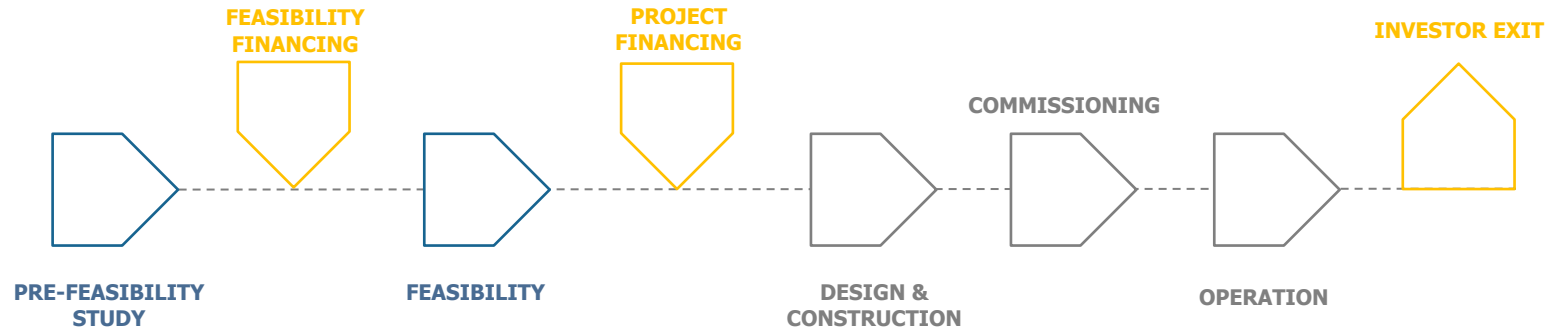 FEASIBILITY
FINANCING
PROJECT
FINANCING
INVESTOR EXIT
COMMISSIONING
PRE-FEASIBILITY
STUDY
FEASIBILITY
DESIGN &
CONSTRUCTION
OPERATION